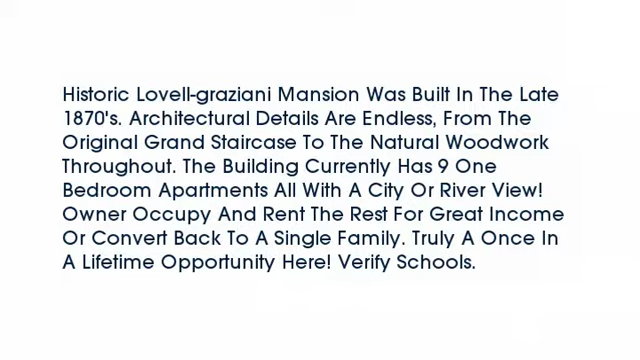 Historic Lovell-graziani Mansion Was Built In The Late
1870's. Architectural Details Are Endless, From The
Original Grand Staircase To The Natural Woodwork
Throughout. The Building Currently Has 9 One
Bedroom Apartments All With A City Or River View!
Owner Occupy And Rent The Rest For Great Income
Or Convert Back To A Single Family. Truly A Once In
A Lifetime Opportunity Here! Verify Schools.